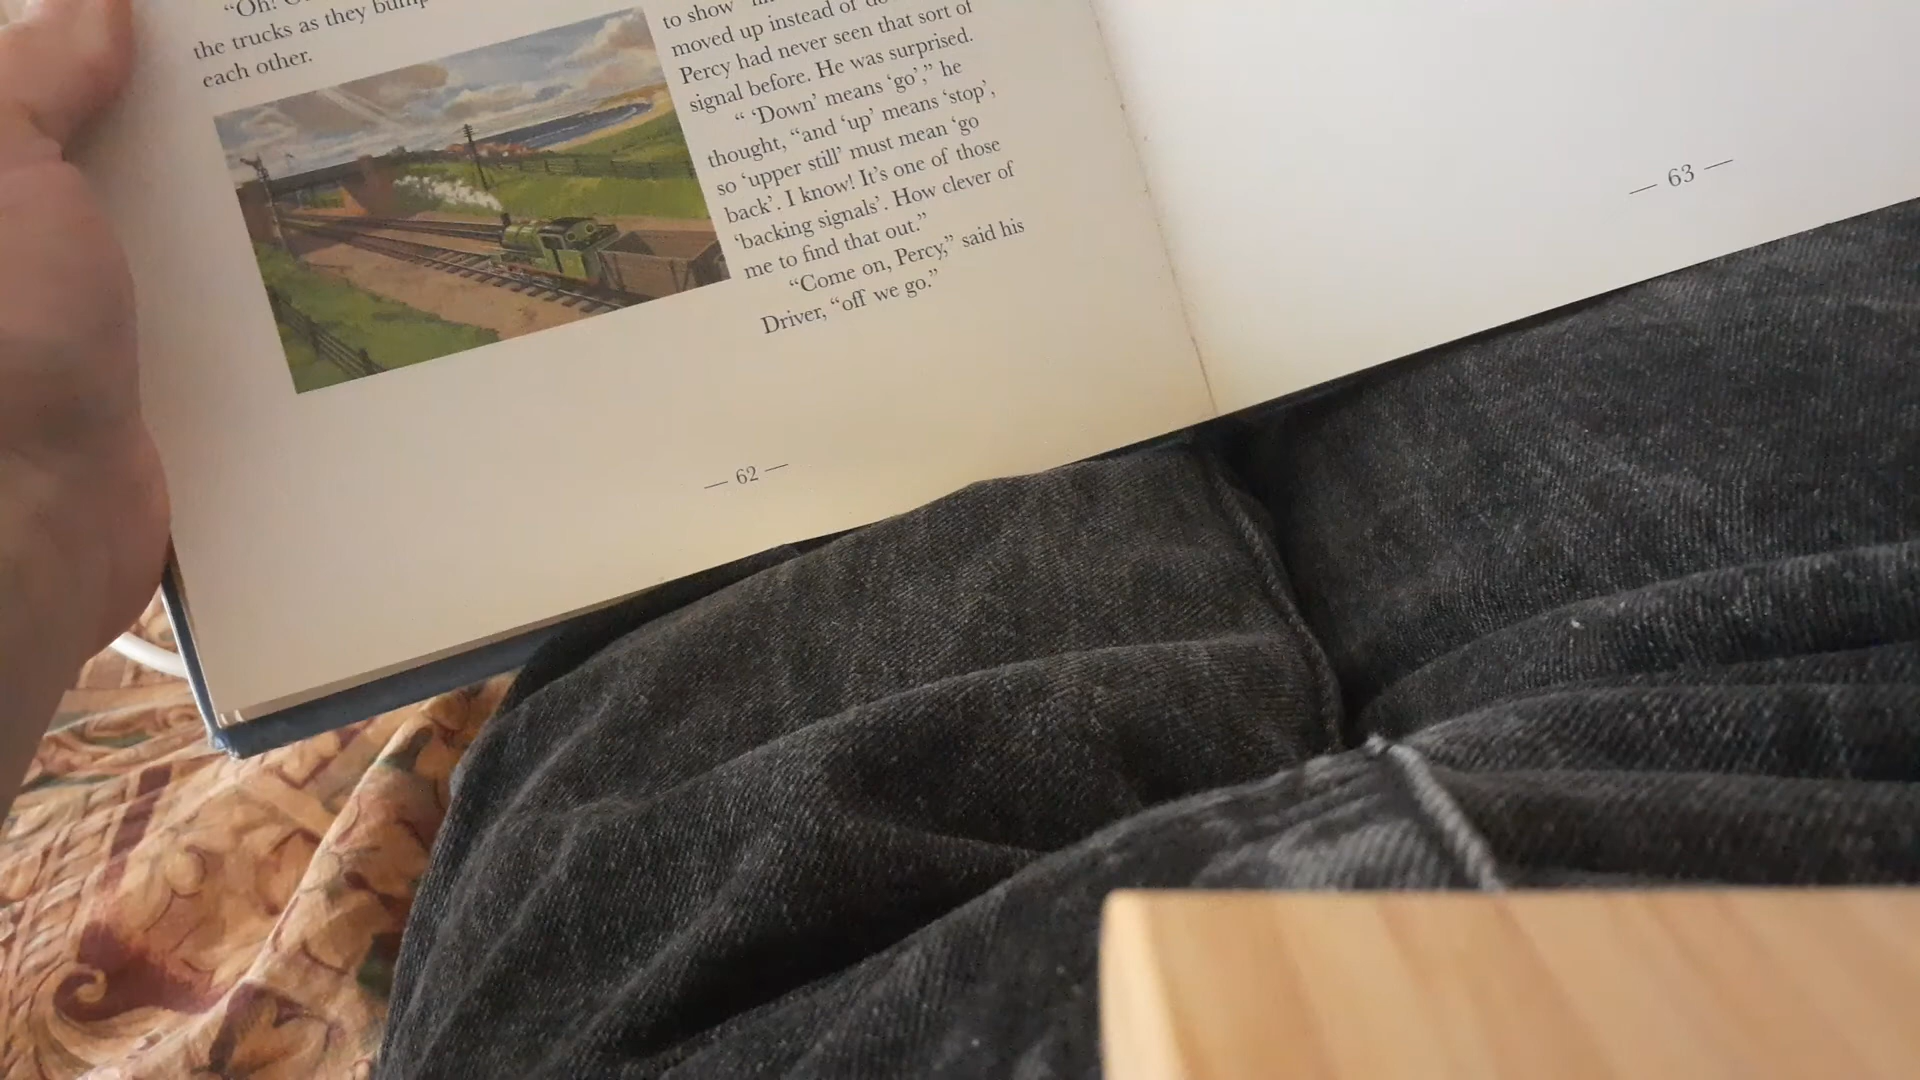 “Oh!
the trucks as they bump
each other.
to show
moved up instead of
Percy had never seen that sort of
signal before. He was surprised.
“ ‘Down’ means ‘go’,” he
thought, “and ‘up’ means ‘stop’,
so ‘upper still’ must mean ‘go
back’. I know! It’s one of those
‘backing signals’. How clever of
me to find that out.”
“Come on, Percy,” said his
Driver, “off we go.”
— 62 —
— 63 —